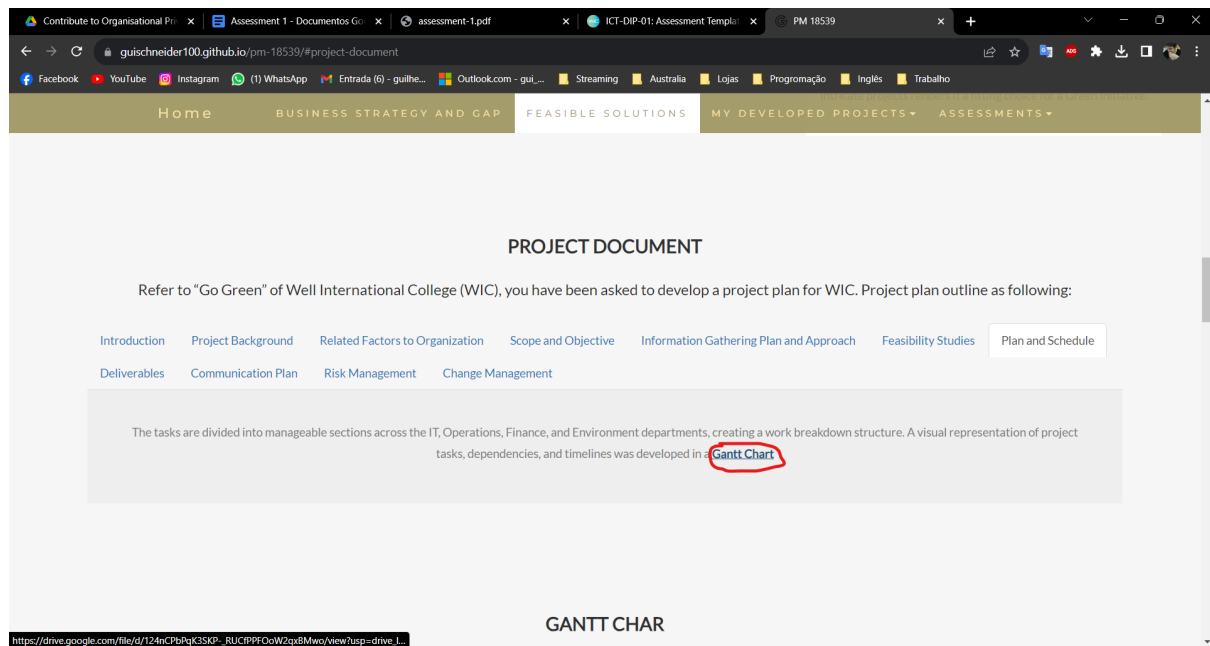 Contribute to Organisational Pri
Assessment 1 - Documentos Go
assessment-1.pdf
ICT-DIP-01: Assessment Templat
PM 18539
guischneider100.github.io/pm-18539/#project-document
Facebook YouTube Instagram (1) WhatsApp Entrada (6) - guilhe... Outlook.com - gui_... Streaming Australia Lojas Progromação Inglês Trabalho
Home BUSINESS STRATEGY AND GAP FEASIBLE SOLUTIONS MY DEVELOPED PROJECTS ASSESSMENTS
PROJECT DOCUMENT
Refer to “Go Green” of Well International College (WIC), you have been asked to develop a project plan for WIC. Project plan outline as following:
Introduction Project Background Related Factors to Organization Scope and Objective Information Gathering Plan and Approach Feasibility Studies Plan and Schedule
Deliverables Communication Plan Risk Management Change Management
The tasks are divided into manageable sections across the IT, Operations, Finance, and Environment departments, creating a work breakdown structure. A visual representation of project
tasks, dependencies, and timelines was developed in a Gantt Chart
GANTT CHAR
https://drive.google.com/file/d/124nCPbPqK3SKP-_RUCfPPFOoW2qxBMwo/view?usp=drive_l...